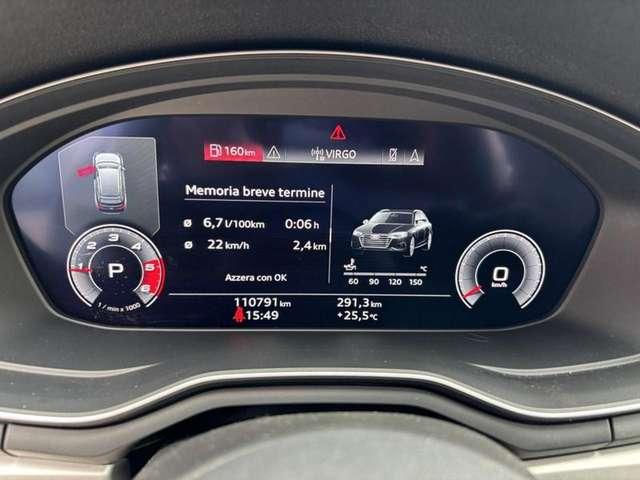 160km VIRGO
Memoria breve termine
ø 6,7 l/100km 0:06 h
ø 22 km/h 2,4 km
Azzera con OK
60 90 120 150 °C
1 2 3 4 5 6
P
1 / min x 1000
0
km/h
110791 km 291,3 km
15:49 +25,5°C